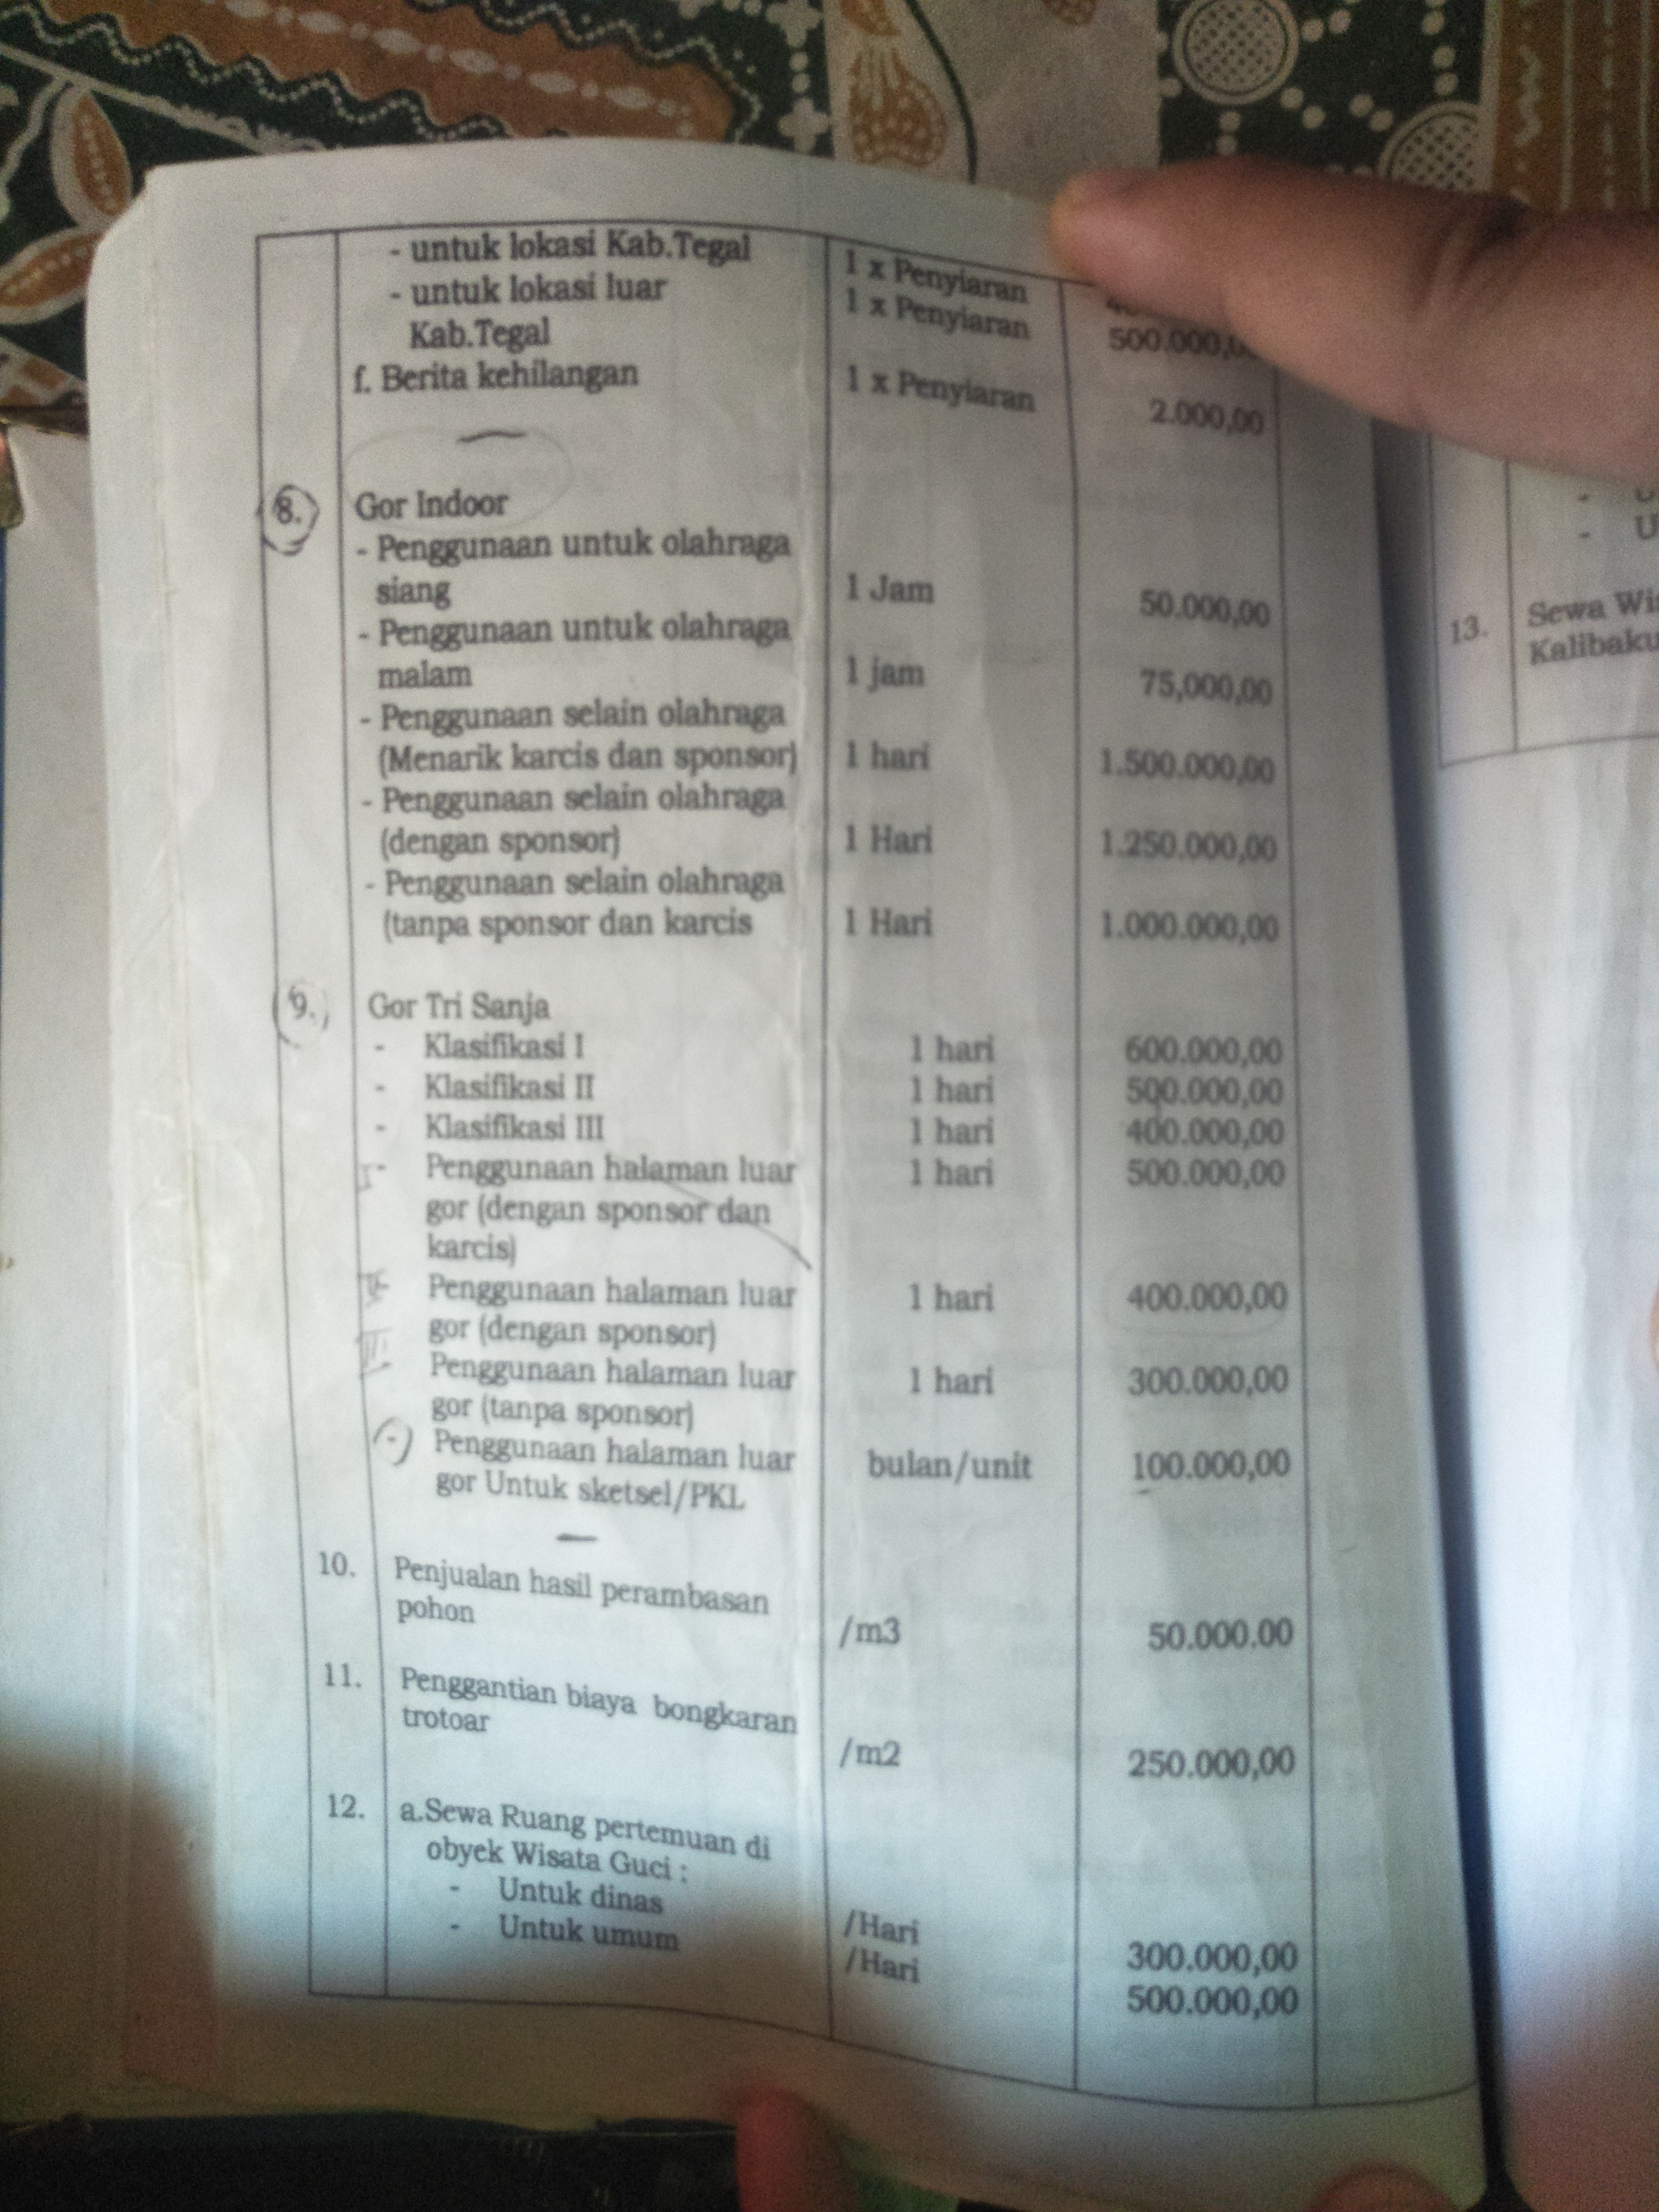 - untuk lokasi Kab.Tegal 1 x Penyiaran
- untuk lokasi luar 1 x Penyiaran 500.000,
Kab.Tegal
f. Berita kehilangan 1 x Penyiaran 2.000,00
8. Gor Indoor
- Penggunaan untuk olahraga
siang 1 Jam 50.000,00
- Penggunaan untuk olahraga
malam 1 jam 75,000,00
- Penggunaan selain olahraga
(Menarik karcis dan sponsor) 1 hari 1.500.000,00
- Penggunaan selain olahraga
(dengan sponsor) 1 Hari 1.250.000,00
- Penggunaan selain olahraga
(tanpa sponsor dan karcis 1 Hari 1.000.000,00
9. Gor Tri Sanja
- Klasifikasi I 1 hari 600.000,00
- Klasifikasi II 1 hari 500.000,00
- Klasifikasi III 1 hari 400.000,00
I - Penggunaan halaman luar 1 hari 500.000,00
gor (dengan sponsor dan
karcis)
II - Penggunaan halaman luar 1 hari 400.000,00
gor (dengan sponsor)
III - Penggunaan halaman luar 1 hari 300.000,00
gor (tanpa sponsor)
- Penggunaan halaman luar bulan/unit 100.000,00
gor Untuk sketsel/PKL
10. Penjualan hasil perambasan
pohon /m3 50.000.00
11. Penggantian biaya bongkaran
trotoar /m2 250.000,00
12. a.Sewa Ruang pertemuan di
obyek Wisata Guci :
- Untuk dinas /Hari 300.000,00
- Untuk umum /Hari 500.000,00
13. Sewa